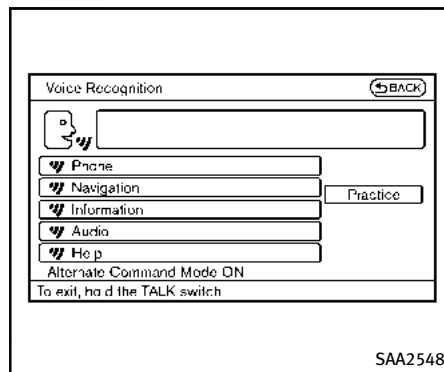 Voice Recognition
BACK
Phone
Navigation
Practice
Information
Audio
Help
Alternate Command Mode ON
To exit, hold the TALK switch
SAA2548